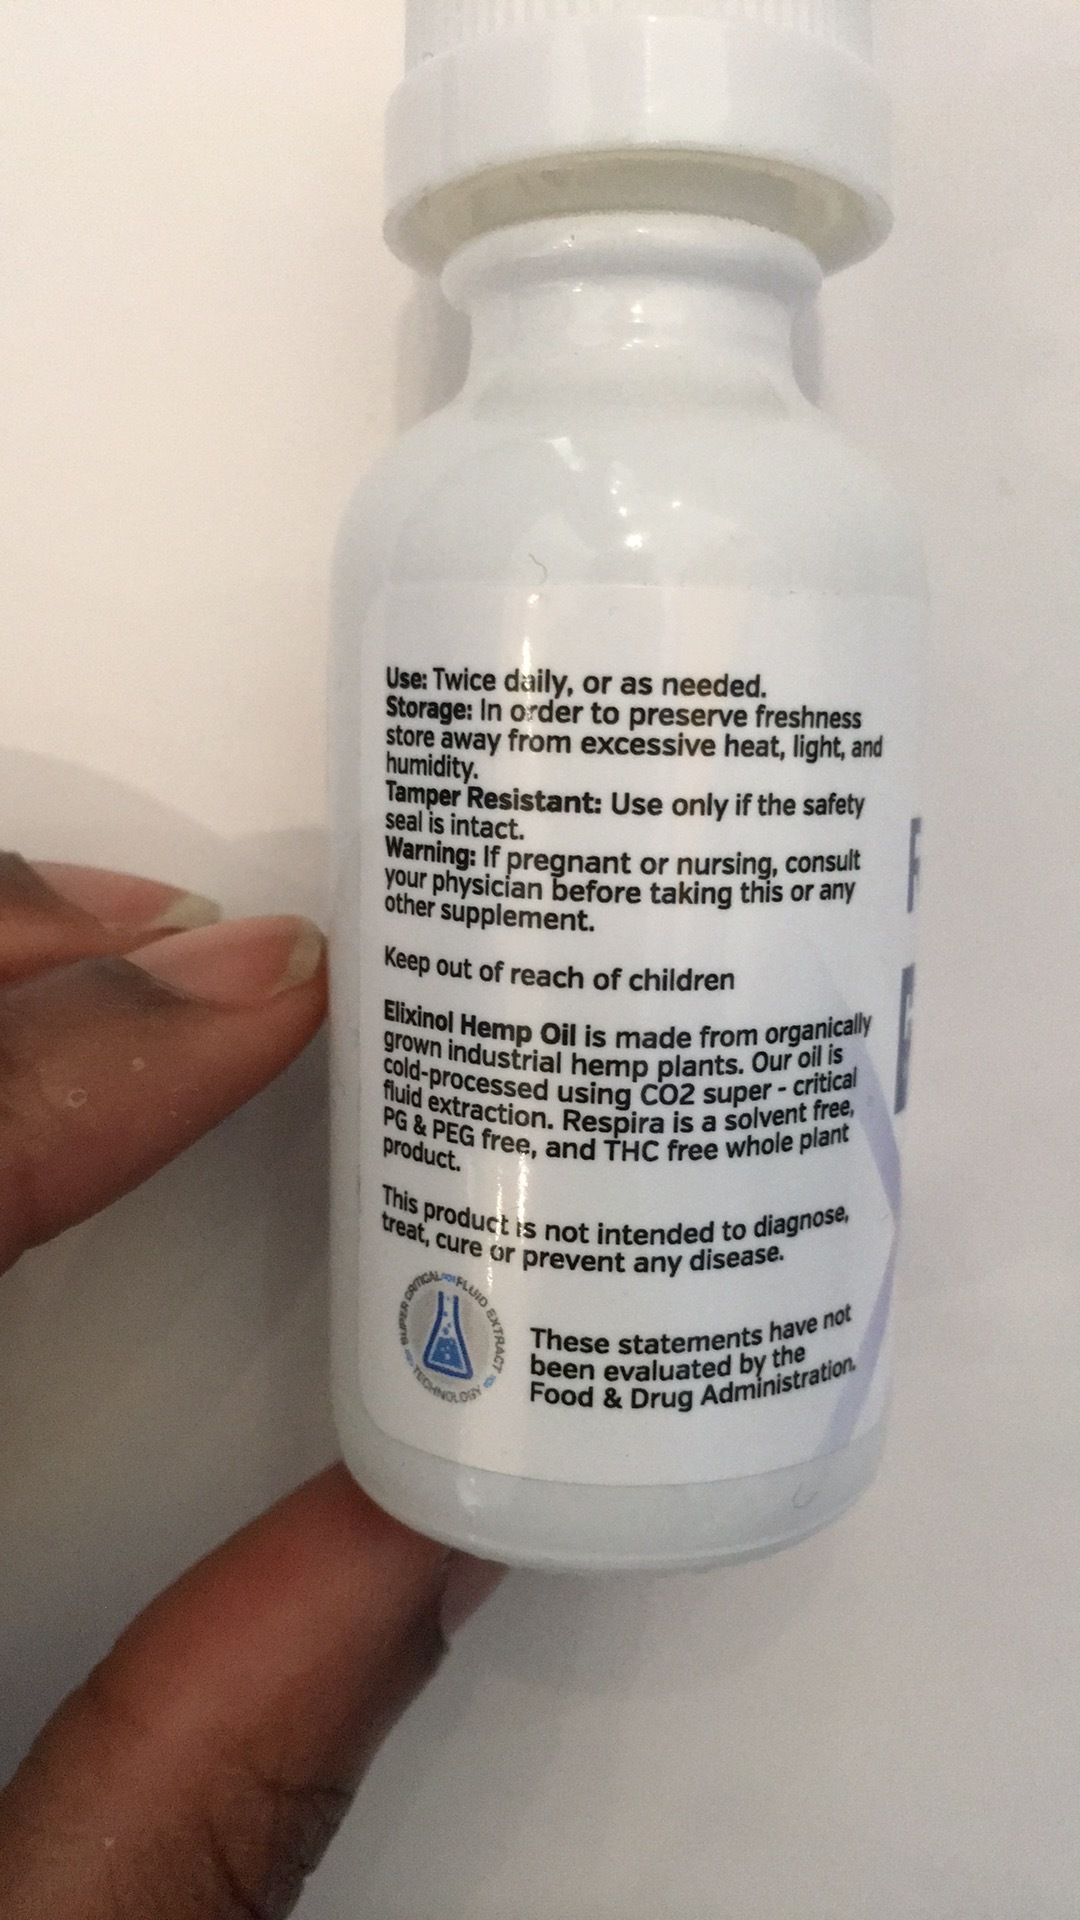 Use: Twice daily, or as needed.
Storage: In order to preserve freshness
store away from excessive heat, light, and
humidity.
Tamper Resistant: Use only if the safety
seal is intact.
Warning: If pregnant or nursing, consult
your physician before taking this or any
other supplement.
Keep out of reach of children
Elixinol Hemp Oil is made from organically
grown industrial hemp plants. Our oil is
cold-processed using CO2 super - critical
fluid extraction. Respira is a solvent free,
PG & PEG free, and THC free whole plant
product.
This product is not intended to diagnose,
treat, cure or prevent any disease.
SUPER CRITICAL FLUID EXTRACT
TECHNOLOGY
These statements have not
been evaluated by the
Food & Drug Administration.